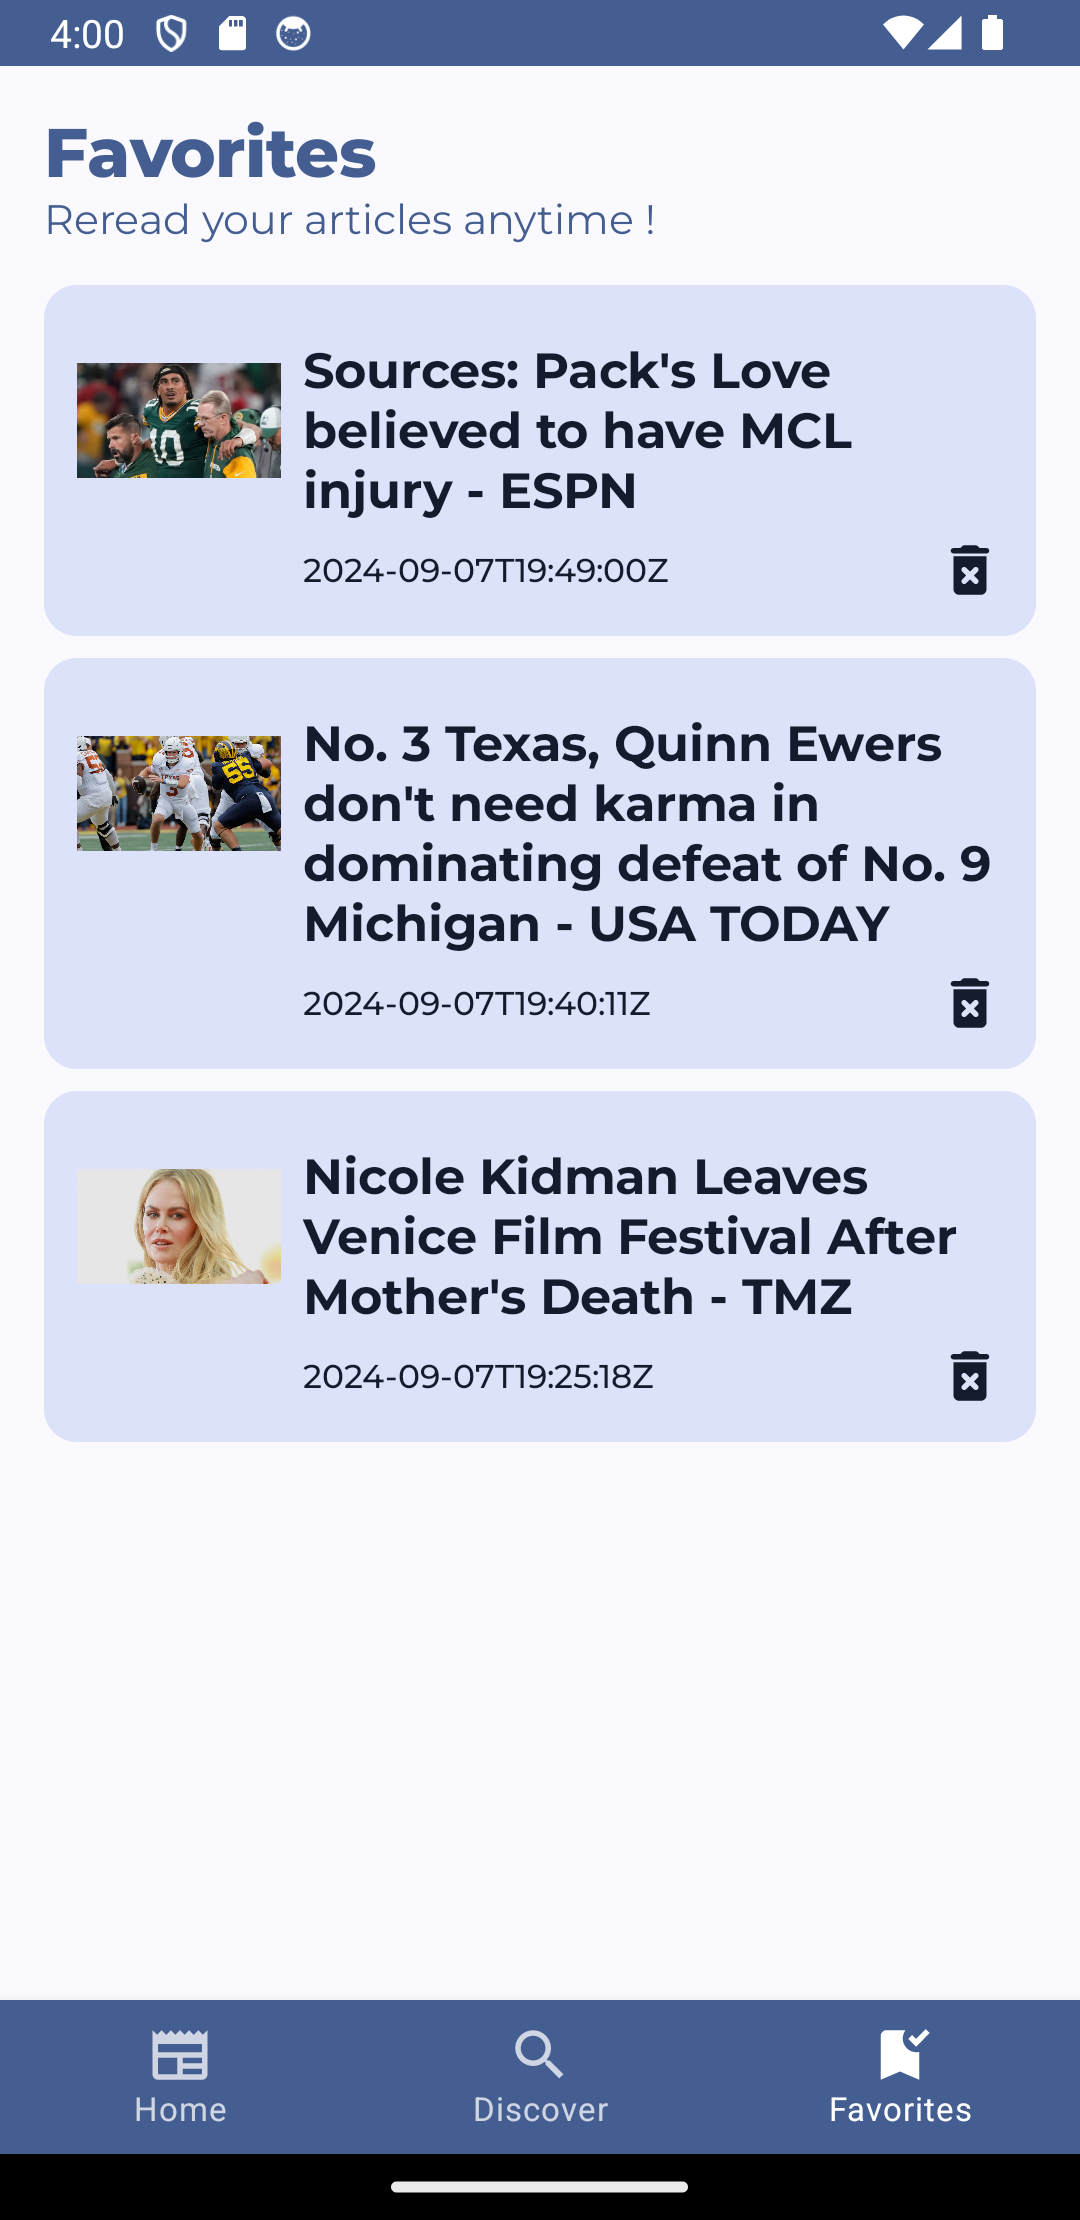 4:00
Favorites
Reread your articles anytime !
Sources: Pack's Love
believed to have MCL
injury - ESPN
2024-09-07T19:49:00Z
No. 3 Texas, Quinn Ewers
don't need karma in
dominating defeat of No. 9
Michigan - USA TODAY
2024-09-07T19:40:11Z
Nicole Kidman Leaves
Venice Film Festival After
Mother's Death - TMZ
2024-09-07T19:25:18Z
Home
Discover
Favorites